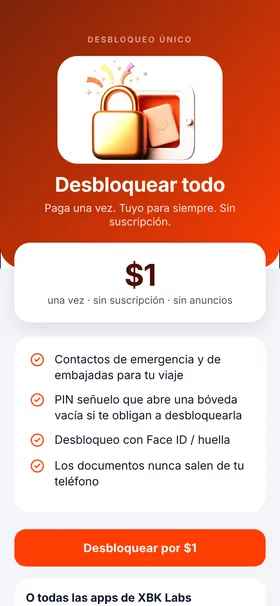 DESBLOQUEO ÚNICO
Desbloquear todo
Paga una vez. Tuyo para siempre. Sin
suscripción.
$1
una vez · sin suscripción · sin anuncios
Contactos de emergencia y de
embajadas para tu viaje
PIN señuelo que abre una bóveda
vacía si te obligan a desbloquearla
Desbloqueo con Face ID / huella
Los documentos nunca salen de tu
teléfono
Desbloquear por $1
O todas las apps de XBK Labs